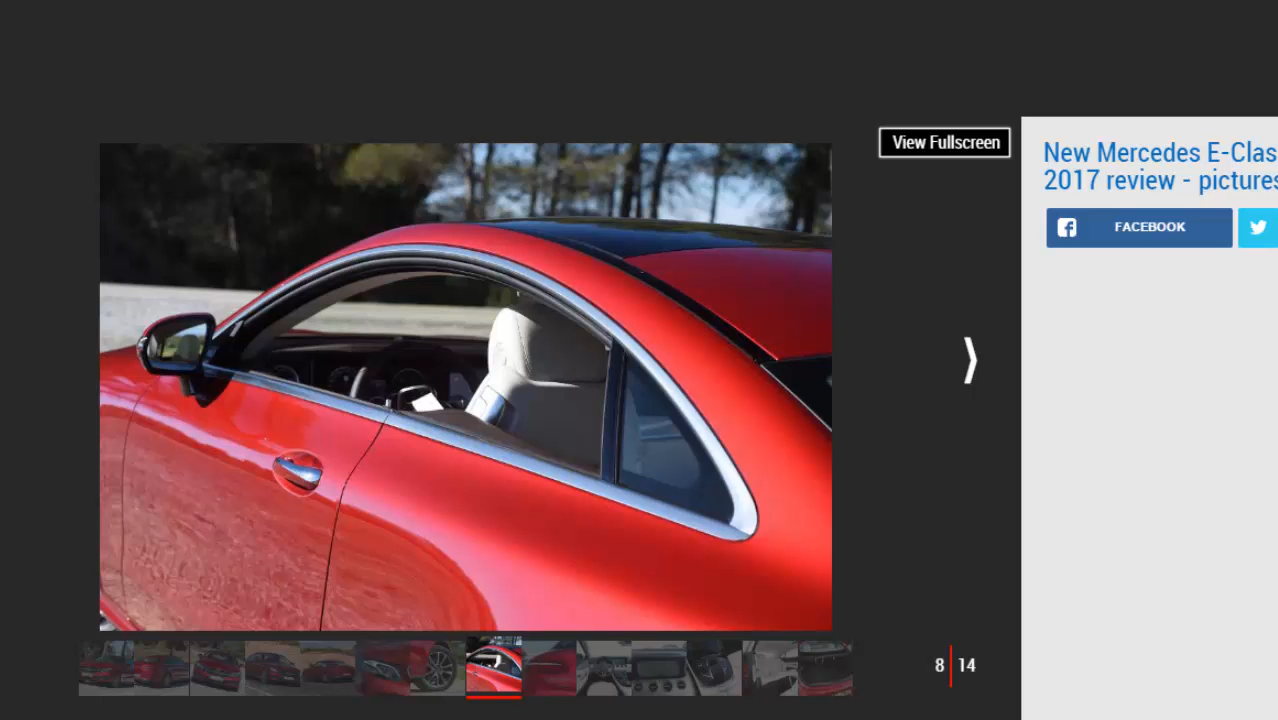 View Fullscreen
New Mercedes E-Clas
2017 review - pictures
FACEBOOK
8 14